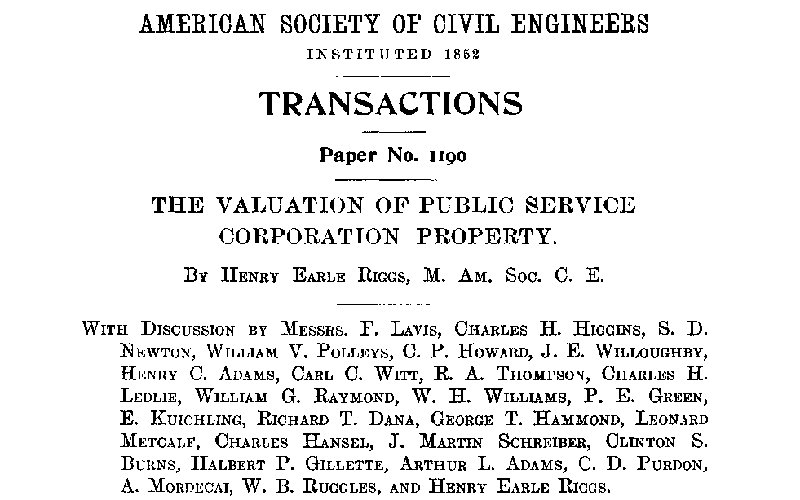 AMERICAN SOCIETY OF CIVIL ENGINEERS
INSTITUTED 1852
TRANSACTIONS
Paper No. 1190
THE VALUATION OF PUBLIC SERVICE
CORPORATION PROPERTY.
By Henry Earle Riggs, M. Am. Soc. C. E.
With Discussion by Messrs. F. Lavis, Charles H. Higgins, S. D.
Newton, William V. Polleys, C. P. Howard, J. E. Willoughby,
Henry C. Adams, Carl C. Witt, R. A. Thompson, Charles H.
Ledlie, William G. Raymond, W. H. Williams, P. E. Green,
E. Kuichling, Richard T. Dana, George T. Hammond, Leonard
Metcalf, Charles Hansel, J. Martin Schreiber, Clinton S.
Burns, Halbert P. Gillette, Arthur L. Adams, C. D. Purdon,
A. Mordecai, W. B. Ruggles, and Henry Earle Riggs.